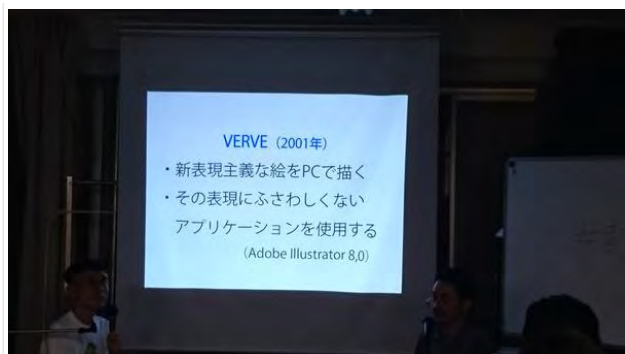 VERVE（2001年）
・新表現主義な絵をPCで描く
・その表現にふさわしくない
アプリケーションを使用する
（Adobe Illustrator 8,0）